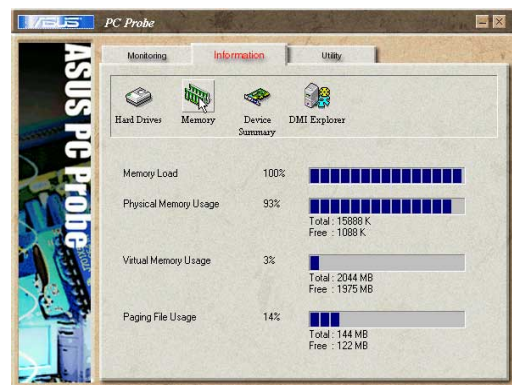 ASUS PC Probe
Monitoring Information Utility
ASUS PC Probe
Hard Drives Memory Device Summary DMI Explorer
Memory Load 100%
Physical Memory Usage 93%
Total : 15888 K
Free : 1088 K
Virtual Memory Usage 3%
Total : 2044 MB
Free : 1975 MB
Paging File Usage 14%
Total : 144 MB
Free : 122 MB